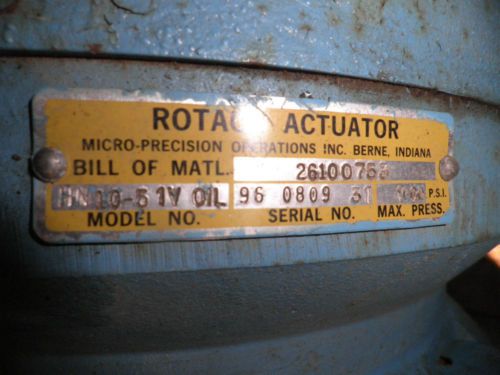 ROTAC ACTUATOR
MICRO-PRECISION OPERATIONS INC. BERNE, INDIANA
BILL OF MATL.
OIL 96 0809 31 P.S.I.
MODEL NO. SERIAL NO. MAX. PRESS.